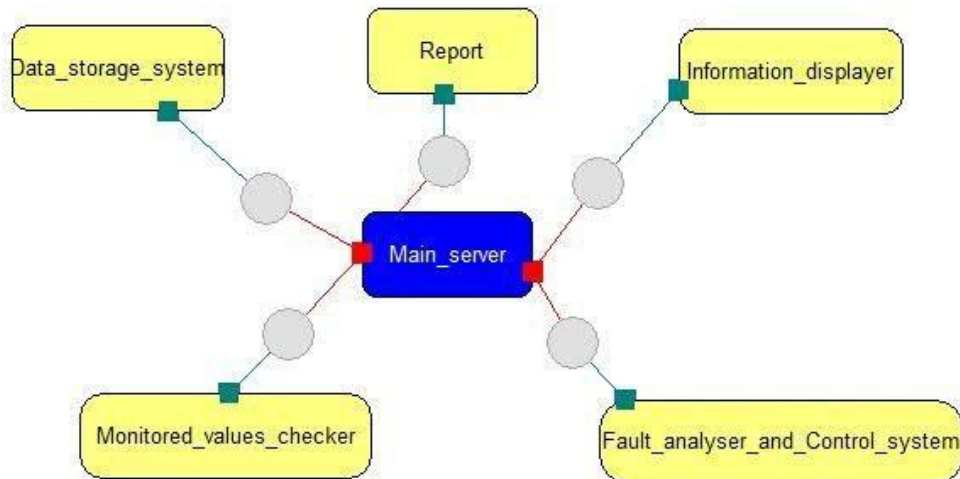 Data_storage_system
Report
Information_displayer
Main_server
Monitored_values_checker
Fault_analyser_and_Control_system